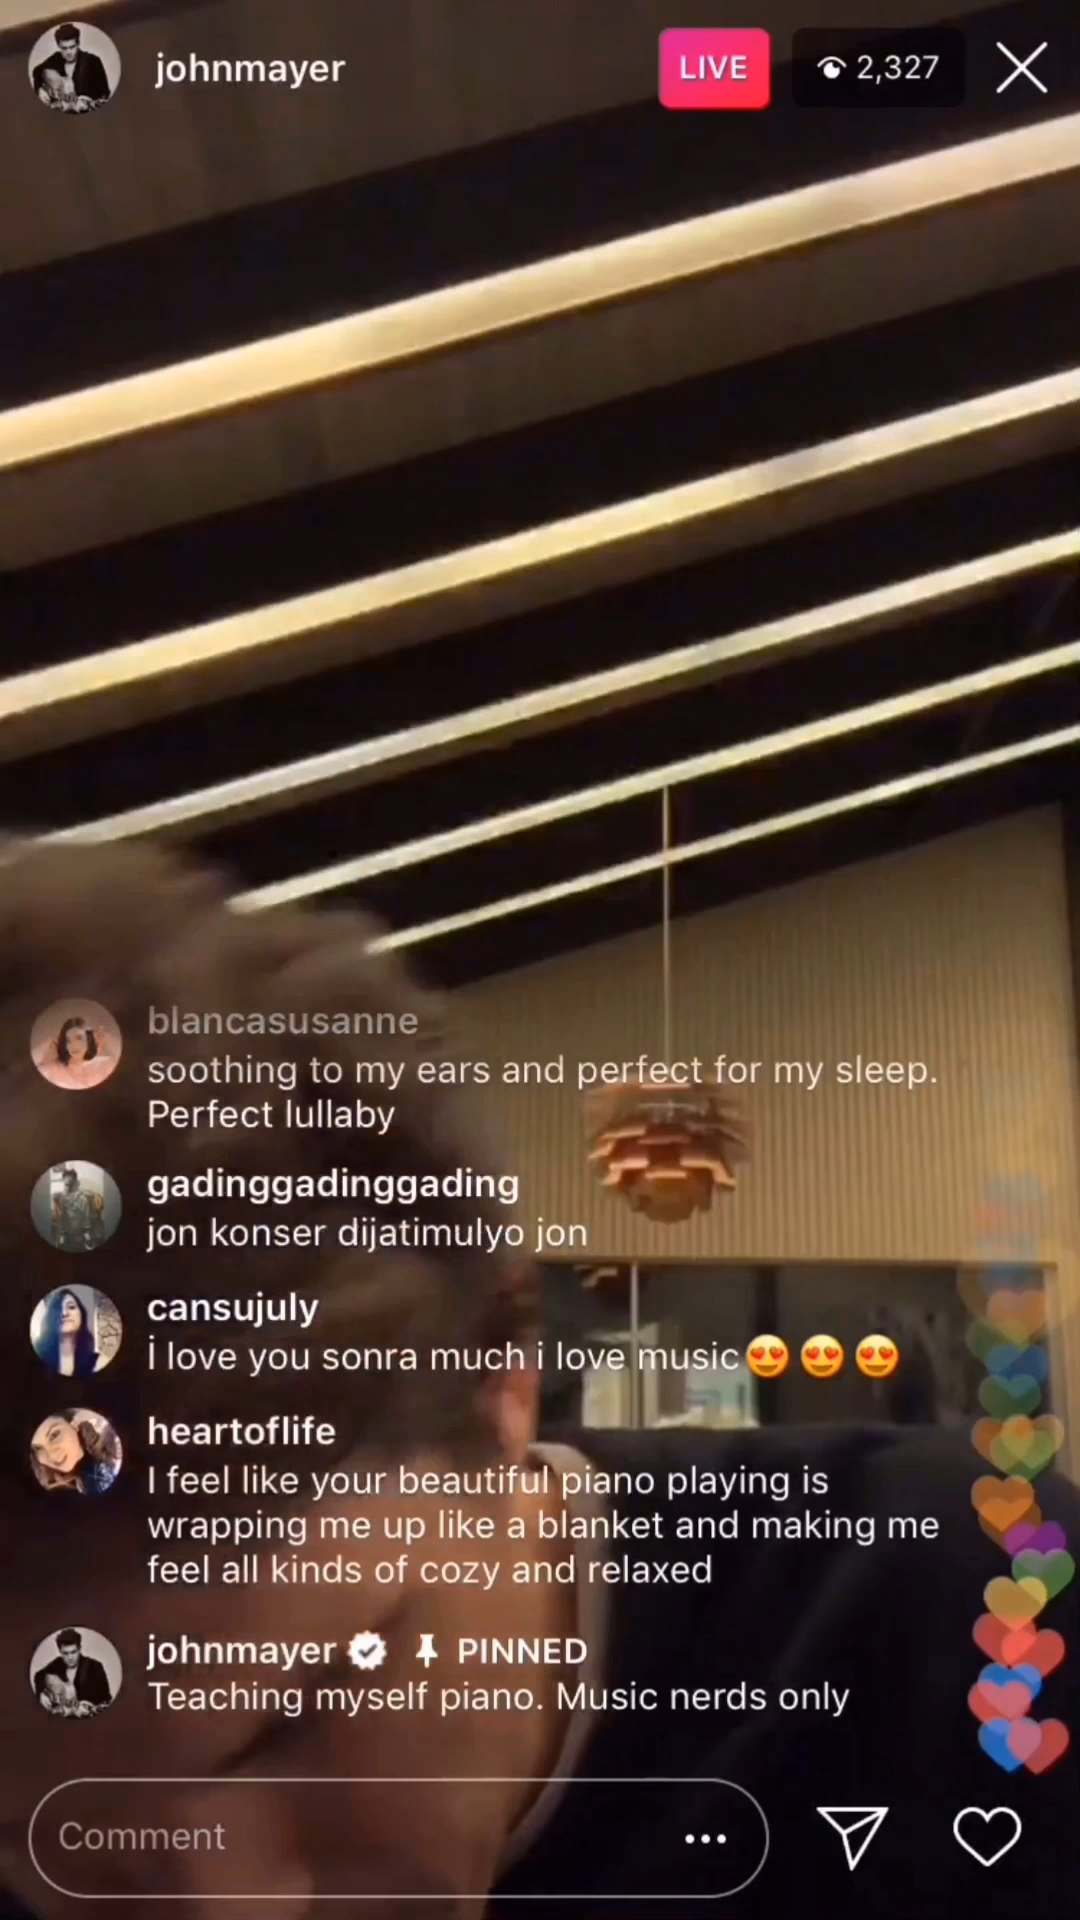 johnmayer
LIVE
2,327
blancasusanne
soothing to my ears and perfect for my sleep.
Perfect lullaby
gadinggadinggading
jon konser dijatimulyo jon
cansujuly
İ love you sonra much i love music😍😍😍
heartoflife
I feel like your beautiful piano playing is
wrapping me up like a blanket and making me
feel all kinds of cozy and relaxed
johnmayer PINNED
Teaching myself piano. Music nerds only
Comment